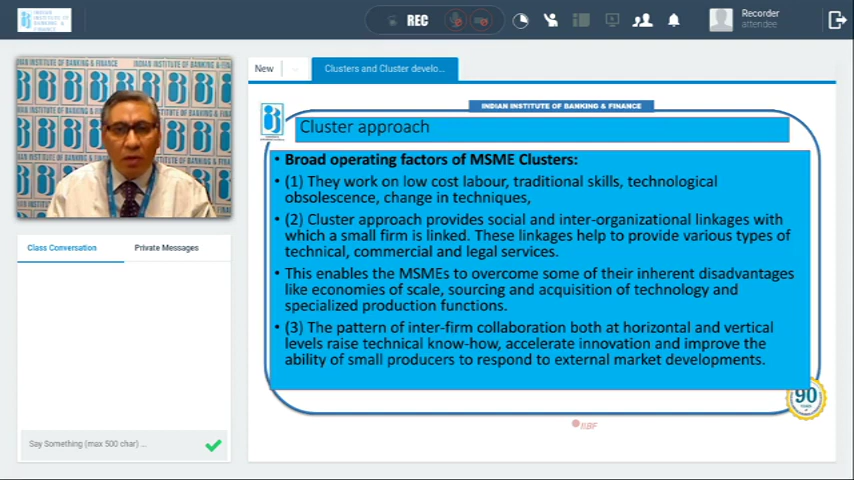 INDIAN
INSTITUTE OF
BANKING &
FINANCE
REC
Recorder
attendee
New
Clusters and Cluster develo...
INDIAN INSTITUTE OF BANKING & FINANCE
Cluster approach
• Broad operating factors of MSME Clusters:
• (1) They work on low cost labour, traditional skills, technological
obsolescence, change in techniques,
• (2) Cluster approach provides social and inter-organizational linkages with
which a small firm is linked. These linkages help to provide various types of
technical, commercial and legal services.
• This enables the MSMEs to overcome some of their inherent disadvantages
like economies of scale, sourcing and acquisition of technology and
specialized production functions.
• (3) The pattern of inter-firm collaboration both at horizontal and vertical
levels raise technical know-how, accelerate innovation and improve the
ability of small producers to respond to external market developments.
90
IIBF
Class Conversation
Private Messages
Say Something (max 500 char) ...